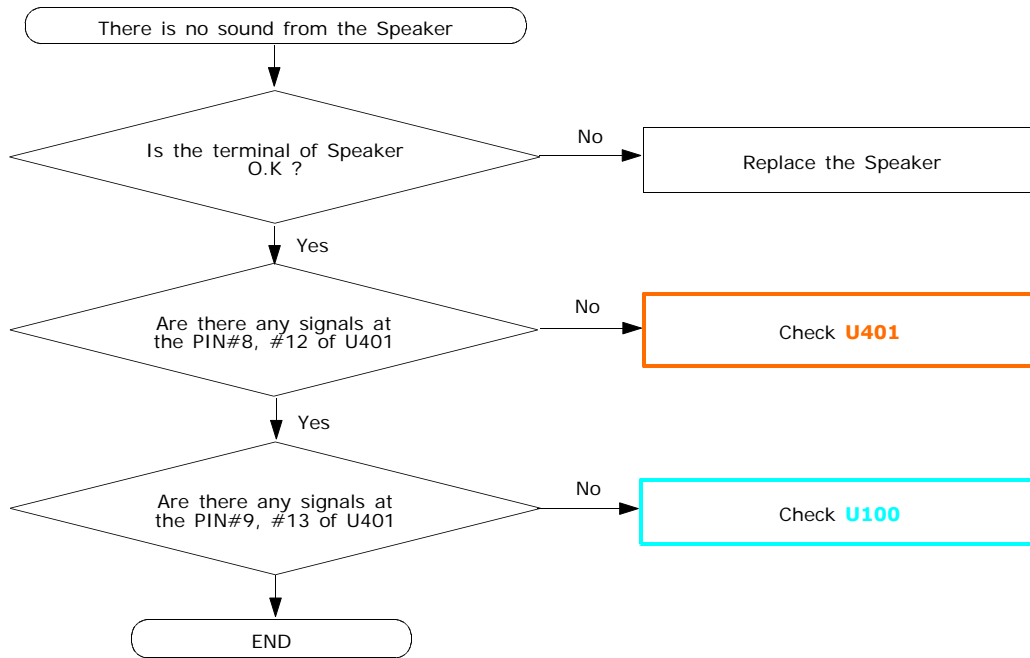 There is no sound from the Speaker
Is the terminal of Speaker
O.K ?
No
Replace the Speaker
Yes
Are there any signals at
the PIN#8, #12 of U401
No
Check U401
Yes
Are there any signals at
the PIN#9, #13 of U401
No
Check U100
END